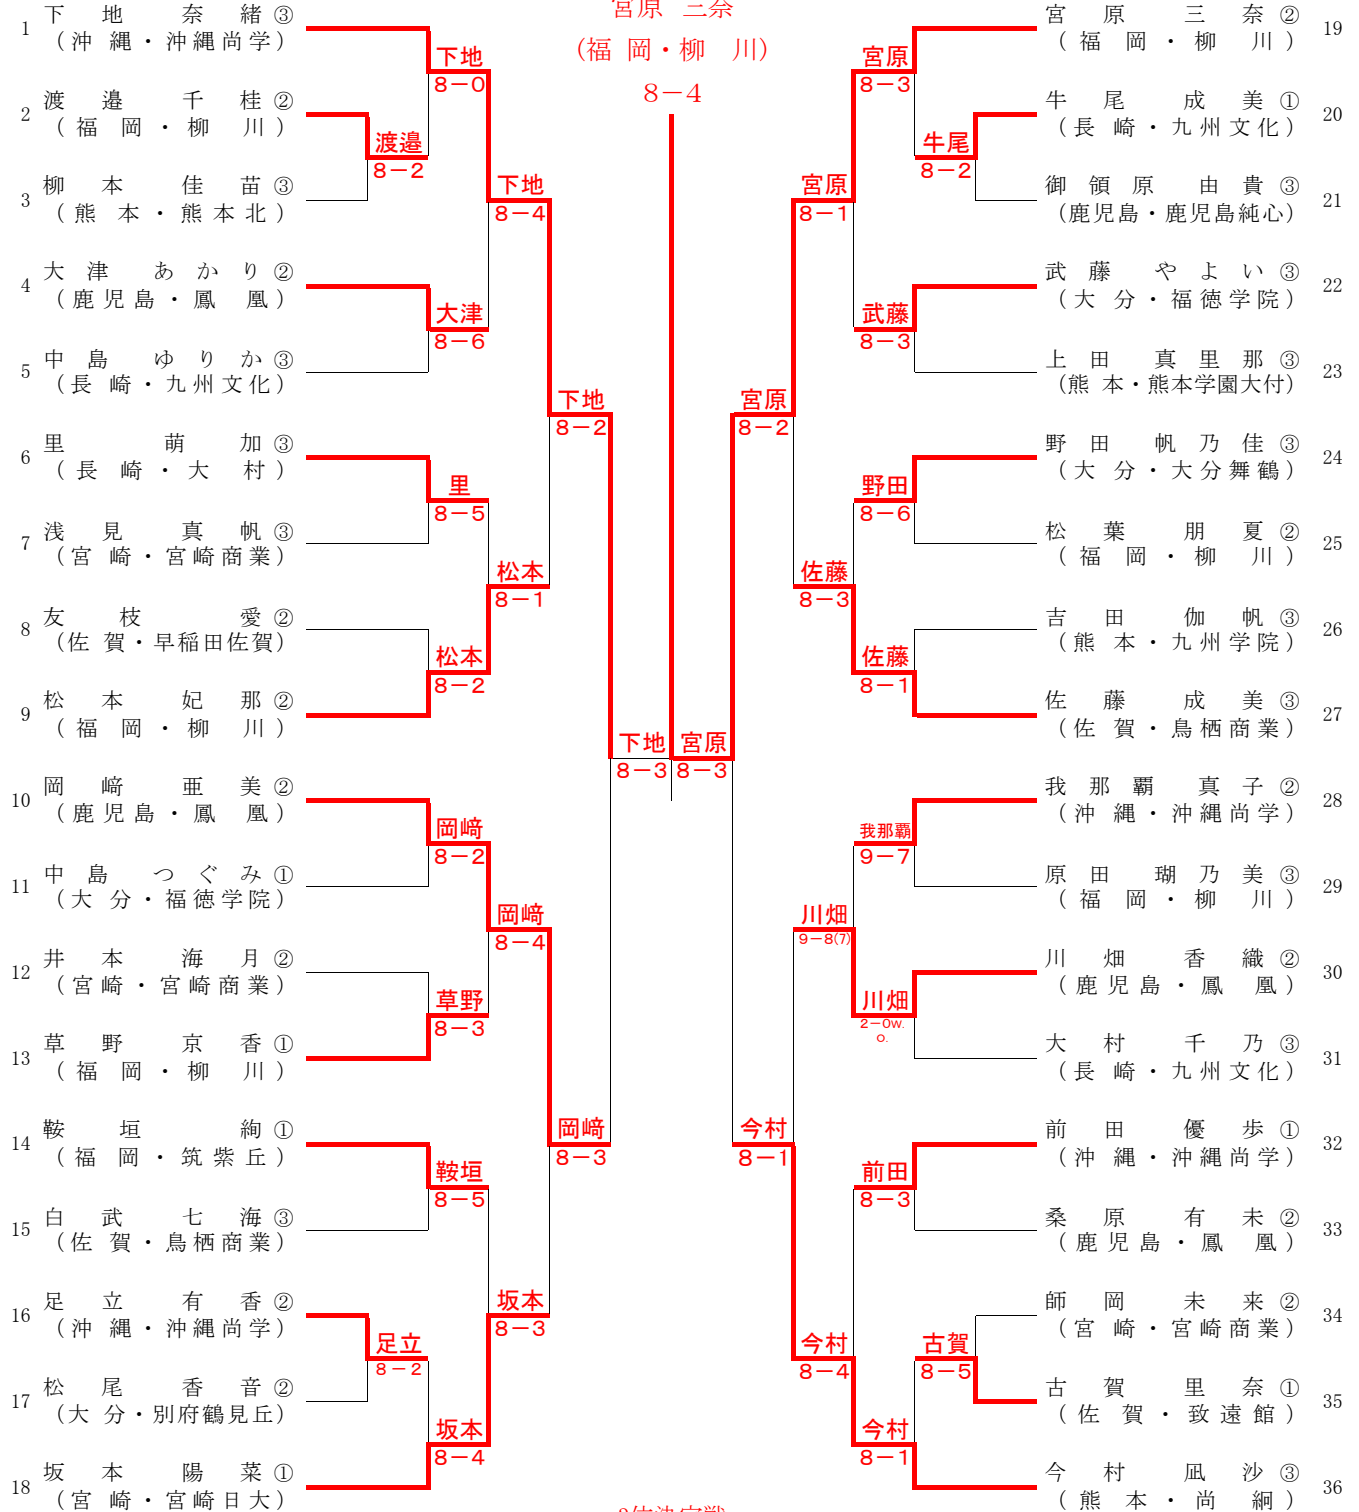 宮原 三奈
(福 岡・柳 川)
8-4
1 下 地 奈 緒 ③
(沖 縄・沖縄尚学)
2 渡 邉 千 桂 ②
(福 岡・柳 川)
3 柳 本 佳 苗 ③
(熊 本・熊本北)
4 大 津 あ か り ②
(鹿児島・鳳 凰)
5 中 島 ゆ り か ③
(長 崎・九州文化)
6 里 萌 加 ③
(長 崎・大 村)
7 浅 見 真 帆 ③
(宮 崎・宮崎商業)
8 友 枝 愛 ②
(佐 賀・早稲田佐賀)
9 松 本 妃 那 ②
(福 岡・柳 川)
10 岡 﨑 亜 美 ②
(鹿児島・鳳 凰)
11 中 島 つ ぐ み ①
(大 分・福徳学院)
12 井 本 海 月 ②
(宮 崎・宮崎商業)
13 草 野 京 香 ①
(福 岡・柳 川)
14 鞍 垣 絢 ①
(福 岡・筑紫丘)
15 白 武 七 海 ③
(佐 賀・鳥栖商業)
16 足 立 有 香 ②
(沖 縄・沖縄尚学)
17 松 尾 香 音 ②
(大 分・別府鶴見丘)
18 坂 本 陽 菜 ①
(宮 崎・宮崎日大)
渡邉
8-2
足立
8-2
下地
8-0
大津
8-6
里
8-5
松本
8-2
岡﨑
8-2
草野
8-3
鞍垣
8-5
坂本
8-4
下地
8-4
松本
8-1
岡﨑
8-4
坂本
8-3
下地
8-2
岡﨑
8-3
下地
8-3
宮原
8-3
宮原
8-2
今村
8-1
宮原
8-1
佐藤
8-3
川畑
9-8(7)
今村
8-4
宮原
8-3
武藤
8-3
野田
8-6
佐藤
8-1
我那覇
9-7
川畑
2-0w.
o.
前田
8-3
今村
8-1
牛尾
8-2
古賀
8-5
宮 原 三 奈 ② 19
(福 岡・柳 川)
牛 尾 成 美 ① 20
(長 崎・九州文化)
御 領 原 由 貴 ③ 21
(鹿児島・鹿児島純心)
武 藤 や よ い ③ 22
(大 分・福徳学院)
上 田 真 里 那 ③ 23
(熊 本・熊本学園大付)
野 田 帆 乃 佳 ③ 24
(大 分・大分舞鶴)
松 葉 朋 夏 ② 25
(福 岡・柳 川)
吉 田 伽 帆 ③ 26
(熊 本・九州学院)
佐 藤 成 美 ③ 27
(佐 賀・鳥栖商業)
我 那 覇 真 子 ② 28
(沖 縄・沖縄尚学)
原 田 瑚 乃 美 ③ 29
(福 岡・柳 川)
川 畑 香 織 ② 30
(鹿児島・鳳 凰)
大 村 千 乃 ③ 31
(長 崎・九州文化)
前 田 優 歩 ① 32
(沖 縄・沖縄尚学)
桑 原 有 未 ② 33
(鹿児島・鳳 凰)
師 岡 未 来 ② 34
(宮 崎・宮崎商業)
古 賀 里 奈 ① 35
(佐 賀・致遠館)
今 村 凪 沙 ③ 36
(熊 本・尚 絅)